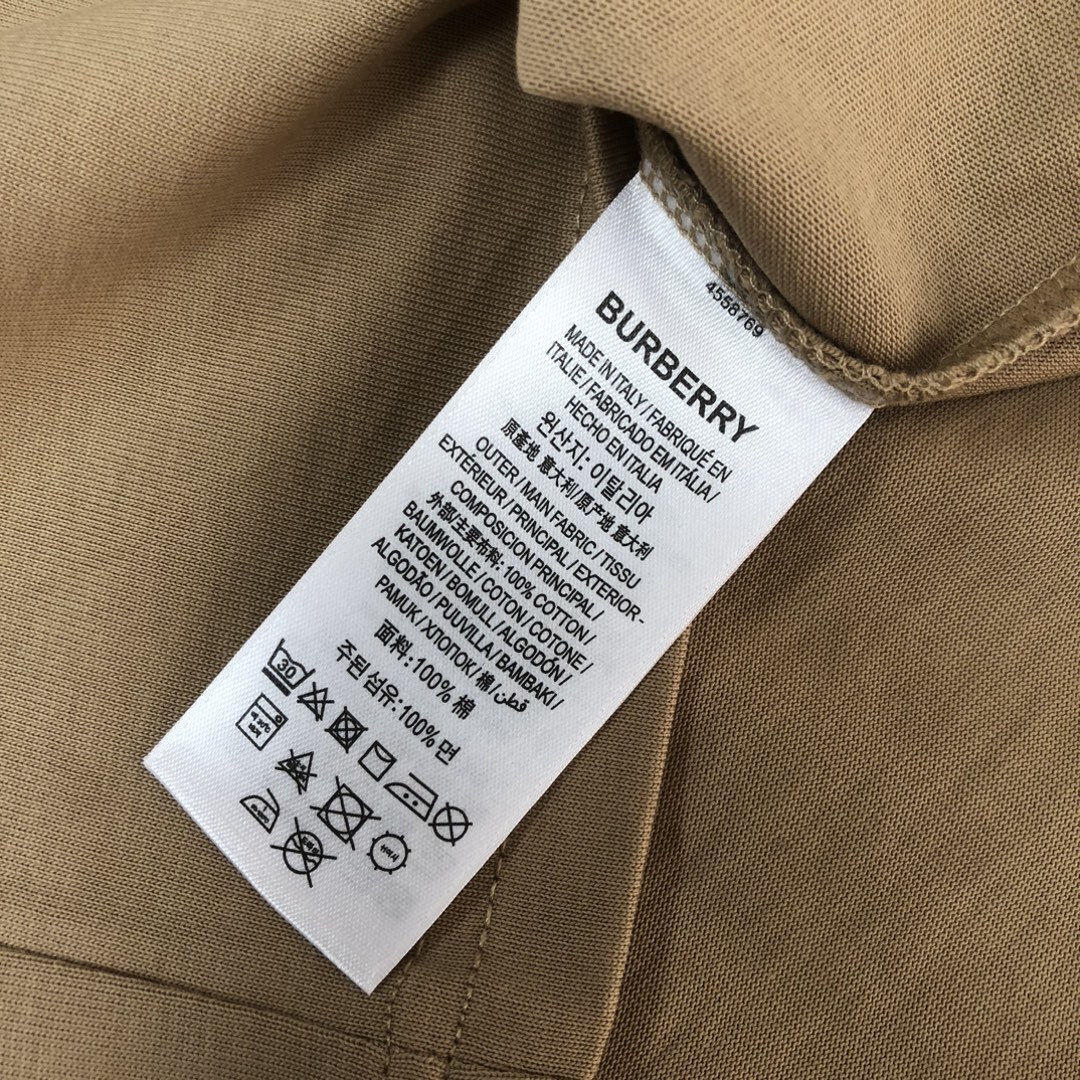 4558769
BURBERRY
MADE IN ITALY / FABRIQUÉ EN
ITALIE / FABRICADO EM ITÁLIA /
HECHO EN ITALIA
원산지: 이탈리아
原產地 意大利/原产地 意大利
OUTER / MAIN FABRIC / TISSU
EXTÉRIEUR / PRINCIPAL / EXTERIOR -
COMPOSICION PRINCIPAL /
外部/主要布料: 100% COTTON /
BAUMWOLLE / COTON / COTONE /
KATOEN / BOMULL / ALGODÓN /
ALGODÃO / PUUVILLA / BAMBAKI /
PAMUK / ХЛОПОК / 棉 / قطن /
面料:100% 棉
주된 섬유:100% 면
30